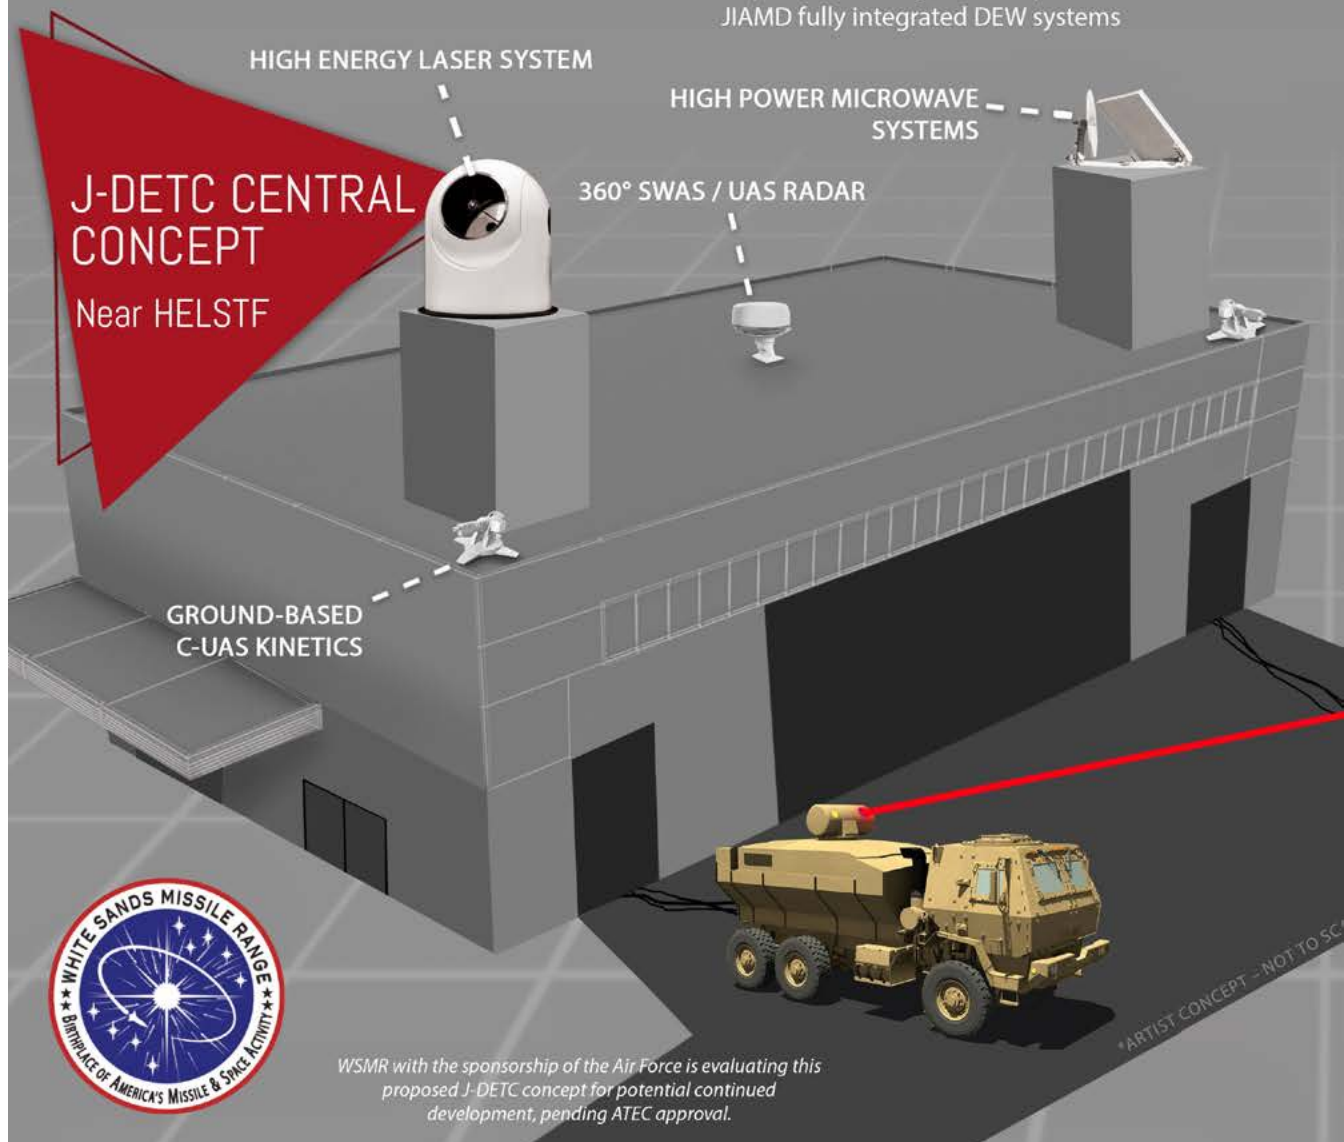 JIAMD fully integrated DEW systems
HIGH ENERGY LASER SYSTEM
HIGH POWER MICROWAVE
SYSTEMS
J-DETC CENTRAL
CONCEPT
Near HELSTF
360° SWAS / UAS RADAR
GROUND-BASED
C-UAS KINETICS
WHITE SANDS MISSILE RANGE
BIRTHPLACE OF AMERICA'S MISSILE & SPACE ACTIVITY
*ARTIST CONCEPT – NOT TO SCA
WSMR with the sponsorship of the Air Force is evaluating this
proposed J-DETC concept for potential continued
development, pending ATEC approval.